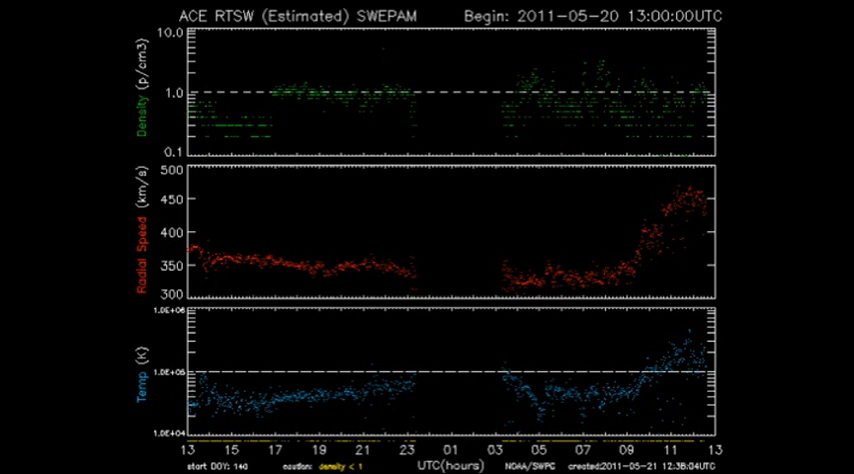 ACE RTSW (Estimated) SWEPAM Begin: 2011-05-20 13:00:00UTC
Density (p/cm3)
10.0
1.0
0.1
Radial Speed (km/s)
500
450
400
350
300
Temp (K)
1.0E+06
1.0E+05
1.0E+04
13 15 17 19 21 23 01 03 05 07 09 11 13
start DOY: 140 caution: density < 1 UTC(hours) NOAA/SWPC created:2011-05-21 12:38:04UTC